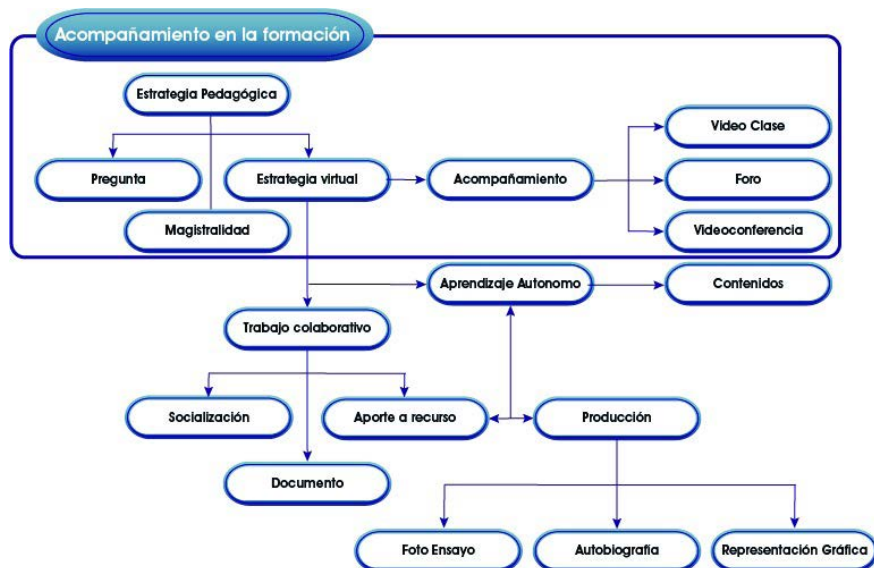 Acompañamiento en la formación
Estrategia Pedagógica
Video Clase
Pregunta
Estrategia virtual
Acompañamiento
Foro
Magistralidad
Videoconferencia
Aprendizaje Autonomo
Contenidos
Trabajo colaborativo
Socialización
Aporte a recurso
Producción
Documento
Foto Ensayo
Autobiografía
Representación Gráfica